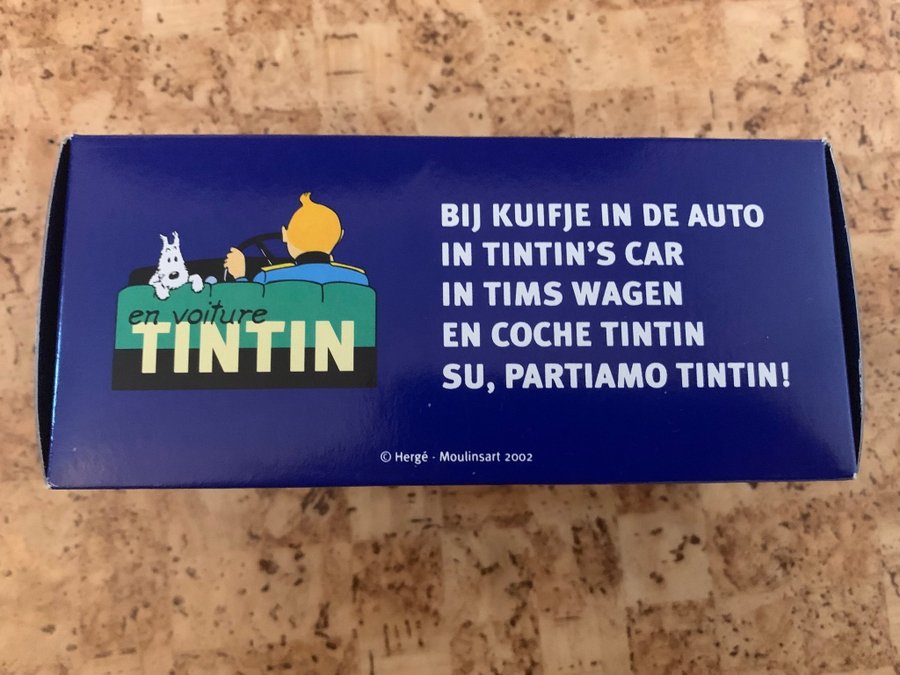 en voiture
TINTIN
BIJ KUIFJE IN DE AUTO
IN TINTIN'S CAR
IN TIMS WAGEN
EN COCHE TINTIN
SU, PARTIAMO TINTIN!
© Hergé - Moulinsart 2002